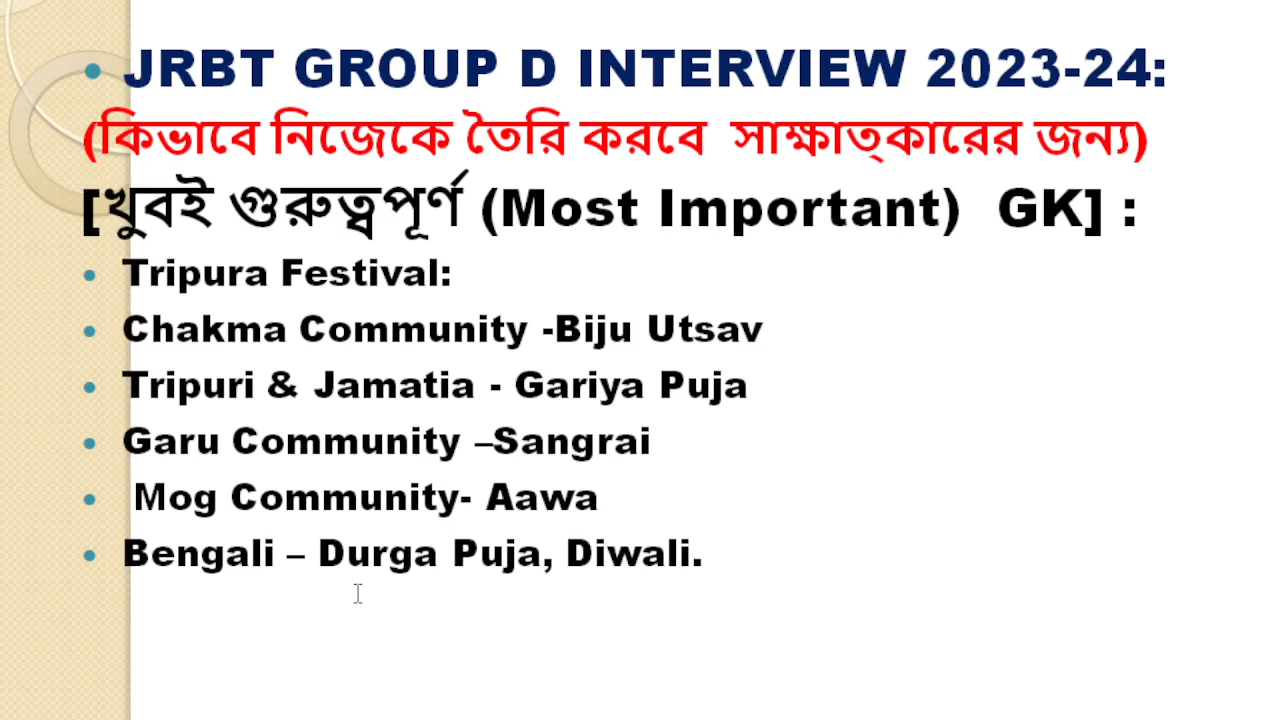 • JRBT GROUP D INTERVIEW 2023-24:
(কিভাবে নিজেকে তৈরি করবে সাক্ষাত্কারের জন্য)
[খুবই গুরুত্বপূর্ণ (Most Important) GK] :
• Tripura Festival:
• Chakma Community -Biju Utsav
• Tripuri & Jamatia - Gariya Puja
• Garu Community –Sangrai
• Mog Community- Aawa
• Bengali – Durga Puja, Diwali.